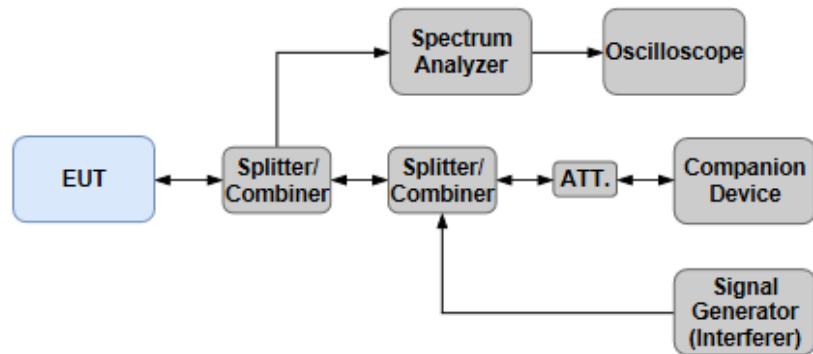 Spectrum
Analyzer
Oscilloscope
EUT
Splitter/
Combiner
Splitter/
Combiner
ATT.
Companion
Device
Signal
Generator
(Interferer)